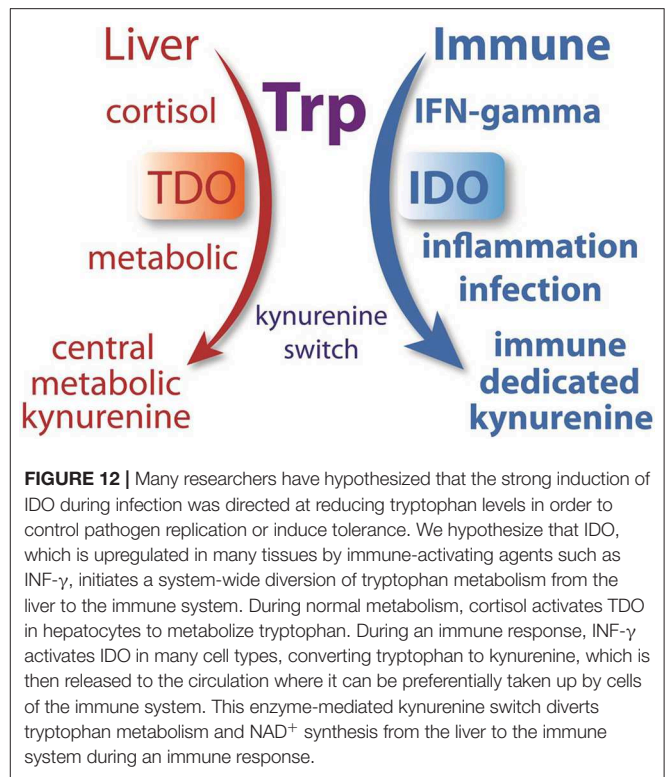 Liver
Immune
Trp
cortisol
IFN-gamma
TDO
IDO
metabolic
inflammation
infection
kynurenine
switch
central
metabolic
kynurenine
immune
dedicated
kynurenine
FIGURE 12 | Many researchers have hypothesized that the strong induction of
IDO during infection was directed at reducing tryptophan levels in order to
control pathogen replication or induce tolerance. We hypothesize that IDO,
which is upregulated in many tissues by immune-activating agents such as
INF-γ, initiates a system-wide diversion of tryptophan metabolism from the
liver to the immune system. During normal metabolism, cortisol activates TDO
in hepatocytes to metabolize tryptophan. During an immune response, INF-γ
activates IDO in many cell types, converting tryptophan to kynurenine, which is
then released to the circulation where it can be preferentially taken up by cells
of the immune system. This enzyme-mediated kynurenine switch diverts
tryptophan metabolism and NAD+ synthesis from the liver to the immune
system during an immune response.